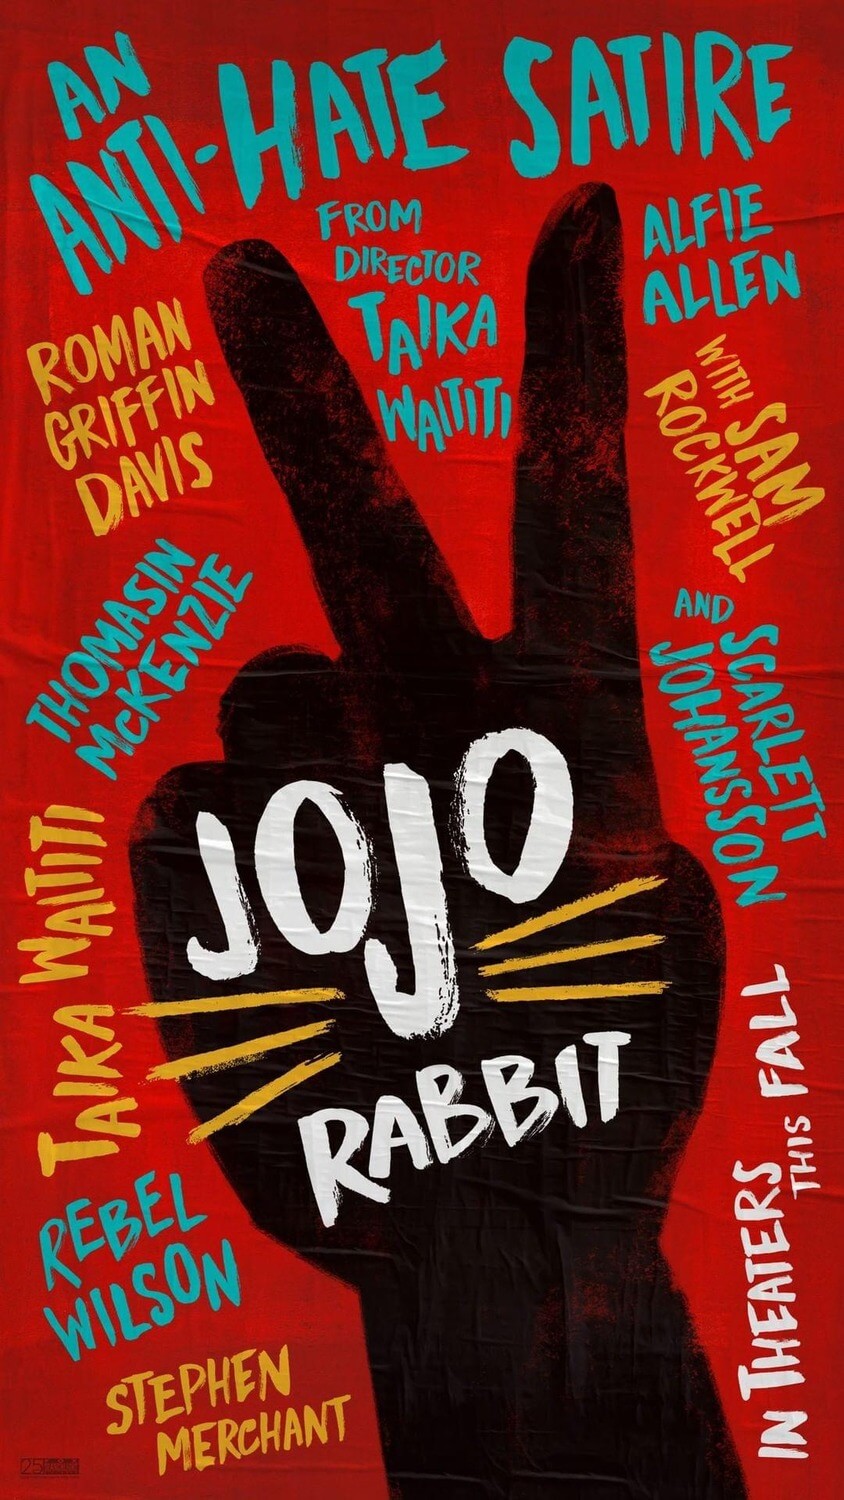 AN
ANTI-HATE SATIRE
FROM
DIRECTOR
TAIKA
WAITITI
ROMAN
GRIFFIN
DAVIS
THOMASIN
McKENZIE
TAIKA WAITITI
REBEL
WILSON
STEPHEN
MERCHANT
ALFIE
ALLEN
WITH SAM
ROCKWELL
AND SCARLETT
JOHANSSON
JOJO
RABBIT
IN THEATERS
THIS FALL
25